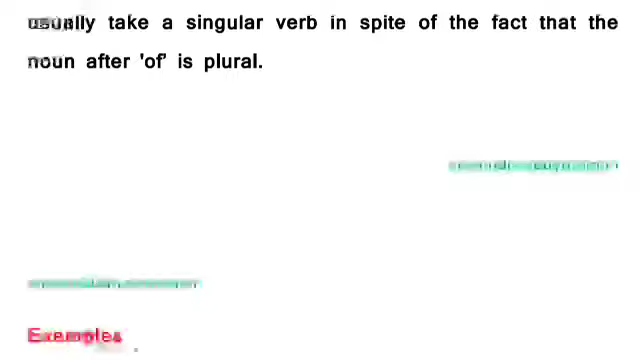 usually take a singular verb in spite of the fact that the
noun after 'of' is plural.
Examples